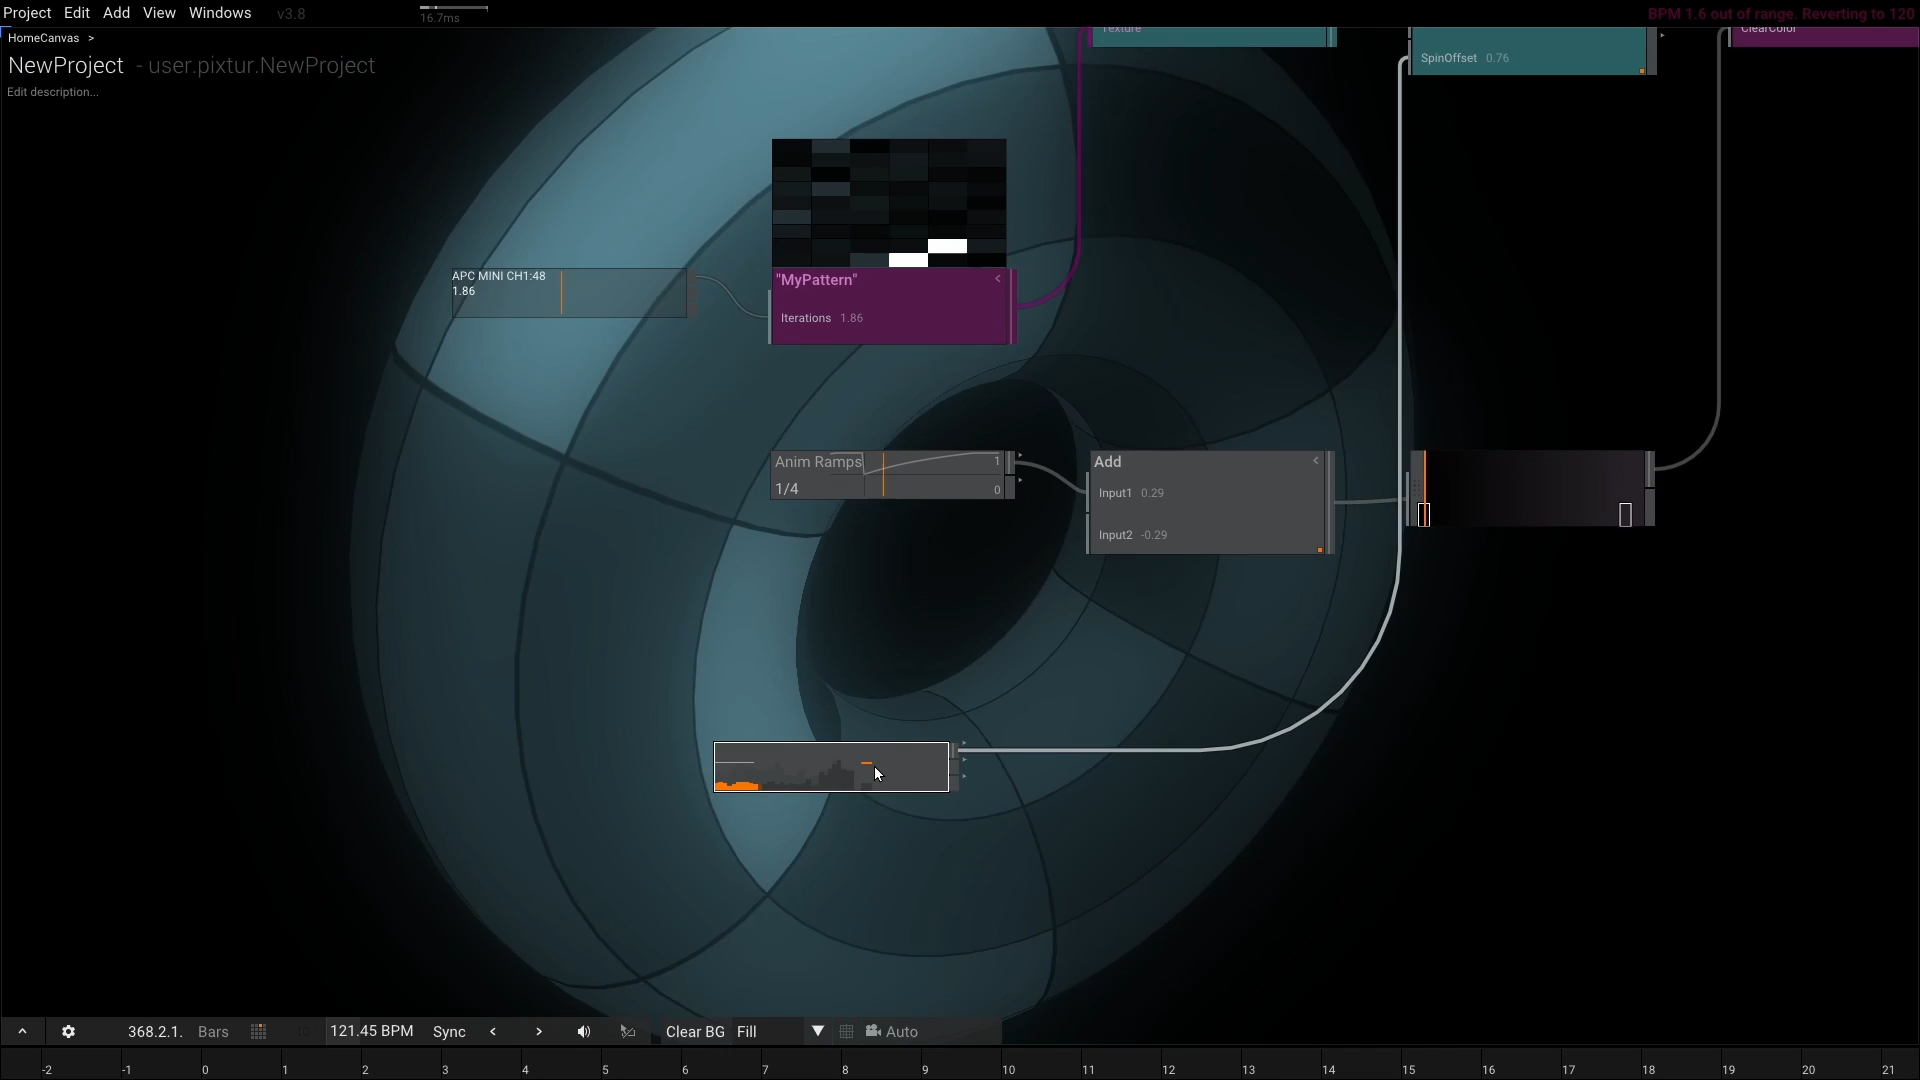 Project Edit Add View Windows v3.8
16.7ms
BPM 1.6 out of range. Reverting to 120
HomeCanvas >
NewProject - user.pixtur.NewProject
Edit description...
Texture
SpinOffset 0.76
ClearColor
APC MINI CH1:48
1.86
"MyPattern" <
Iterations 1.86
Anim Ramps 1
1/4 0
Add <
Input1 0.29
Input2 -0.29
368.2.1. Bars 121.45 BPM Sync < > Clear BG Fill Auto
-2 -1 0 1 2 3 4 5 6 7 8 9 10 11 12 13 14 15 16 17 18 19 20 21